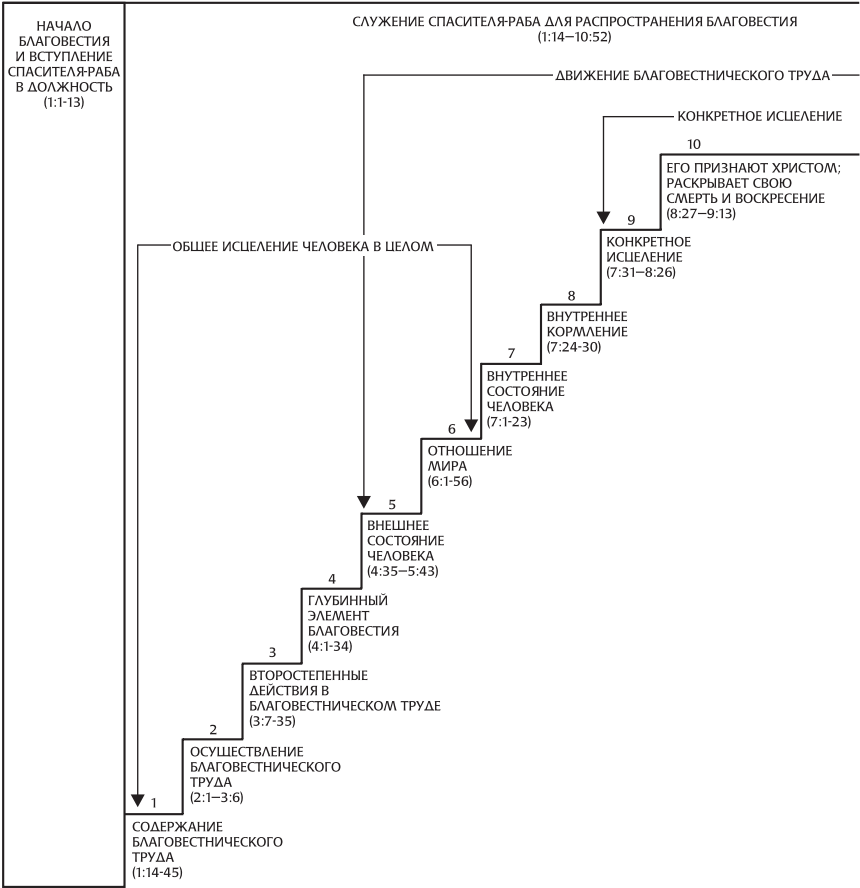 НАЧАЛО
БЛАГОВЕСТИЯ
И ВСТУПЛЕНИЕ
СПАСИТЕЛЯ-РАБА
В ДОЛЖНОСТЬ
(1:1-13)
СЛУЖЕНИЕ СПАСИТЕЛЯ-РАБА ДЛЯ РАСПРОСТРАНЕНИЯ БЛАГОВЕСТИЯ
(1:14—10:52)
ДВИЖЕНИЕ БЛАГОВЕСТНИЧЕСКОГО ТРУДА
КОНКРЕТНОЕ ИСЦЕЛЕНИЕ
10
ЕГО ПРИЗНАЮТ ХРИСТОМ;
РАСКРЫВАЕТ СВОЮ
СМЕРТЬ И ВОСКРЕСЕНИЕ
(8:27—9:13)
9
КОНКРЕТНОЕ
ИСЦЕЛЕНИЕ
(7:31—8:26)
ОБЩЕЕ ИСЦЕЛЕНИЕ ЧЕЛОВЕКА В ЦЕЛОМ
8
ВНУТРЕННЕЕ
КОРМЛЕНИЕ
(7:24-30)
7
ВНУТРЕННЕЕ
СОСТОЯНИЕ
ЧЕЛОВЕКА
(7:1-23)
6
ОТНОШЕНИЕ
МИРА
(6:1-56)
5
ВНЕШНЕЕ
СОСТОЯНИЕ
ЧЕЛОВЕКА
(4:35—5:43)
4
ГЛУБИННЫЙ
ЭЛЕМЕНТ
БЛАГОВЕСТИЯ
(4:1-34)
3
ВТОРОСТЕПЕННЫЕ
ДЕЙСТВИЯ В
БЛАГОВЕСТНИЧЕСКОМ ТРУДЕ
(3:7-35)
2
ОСУЩЕСТВЛЕНИЕ
БЛАГОВЕСТНИЧЕСКОГО
ТРУДА
(2:1—3:6)
1
СОДЕРЖАНИЕ
БЛАГОВЕСТНИЧЕСКОГО
ТРУДА
(1:14-45)